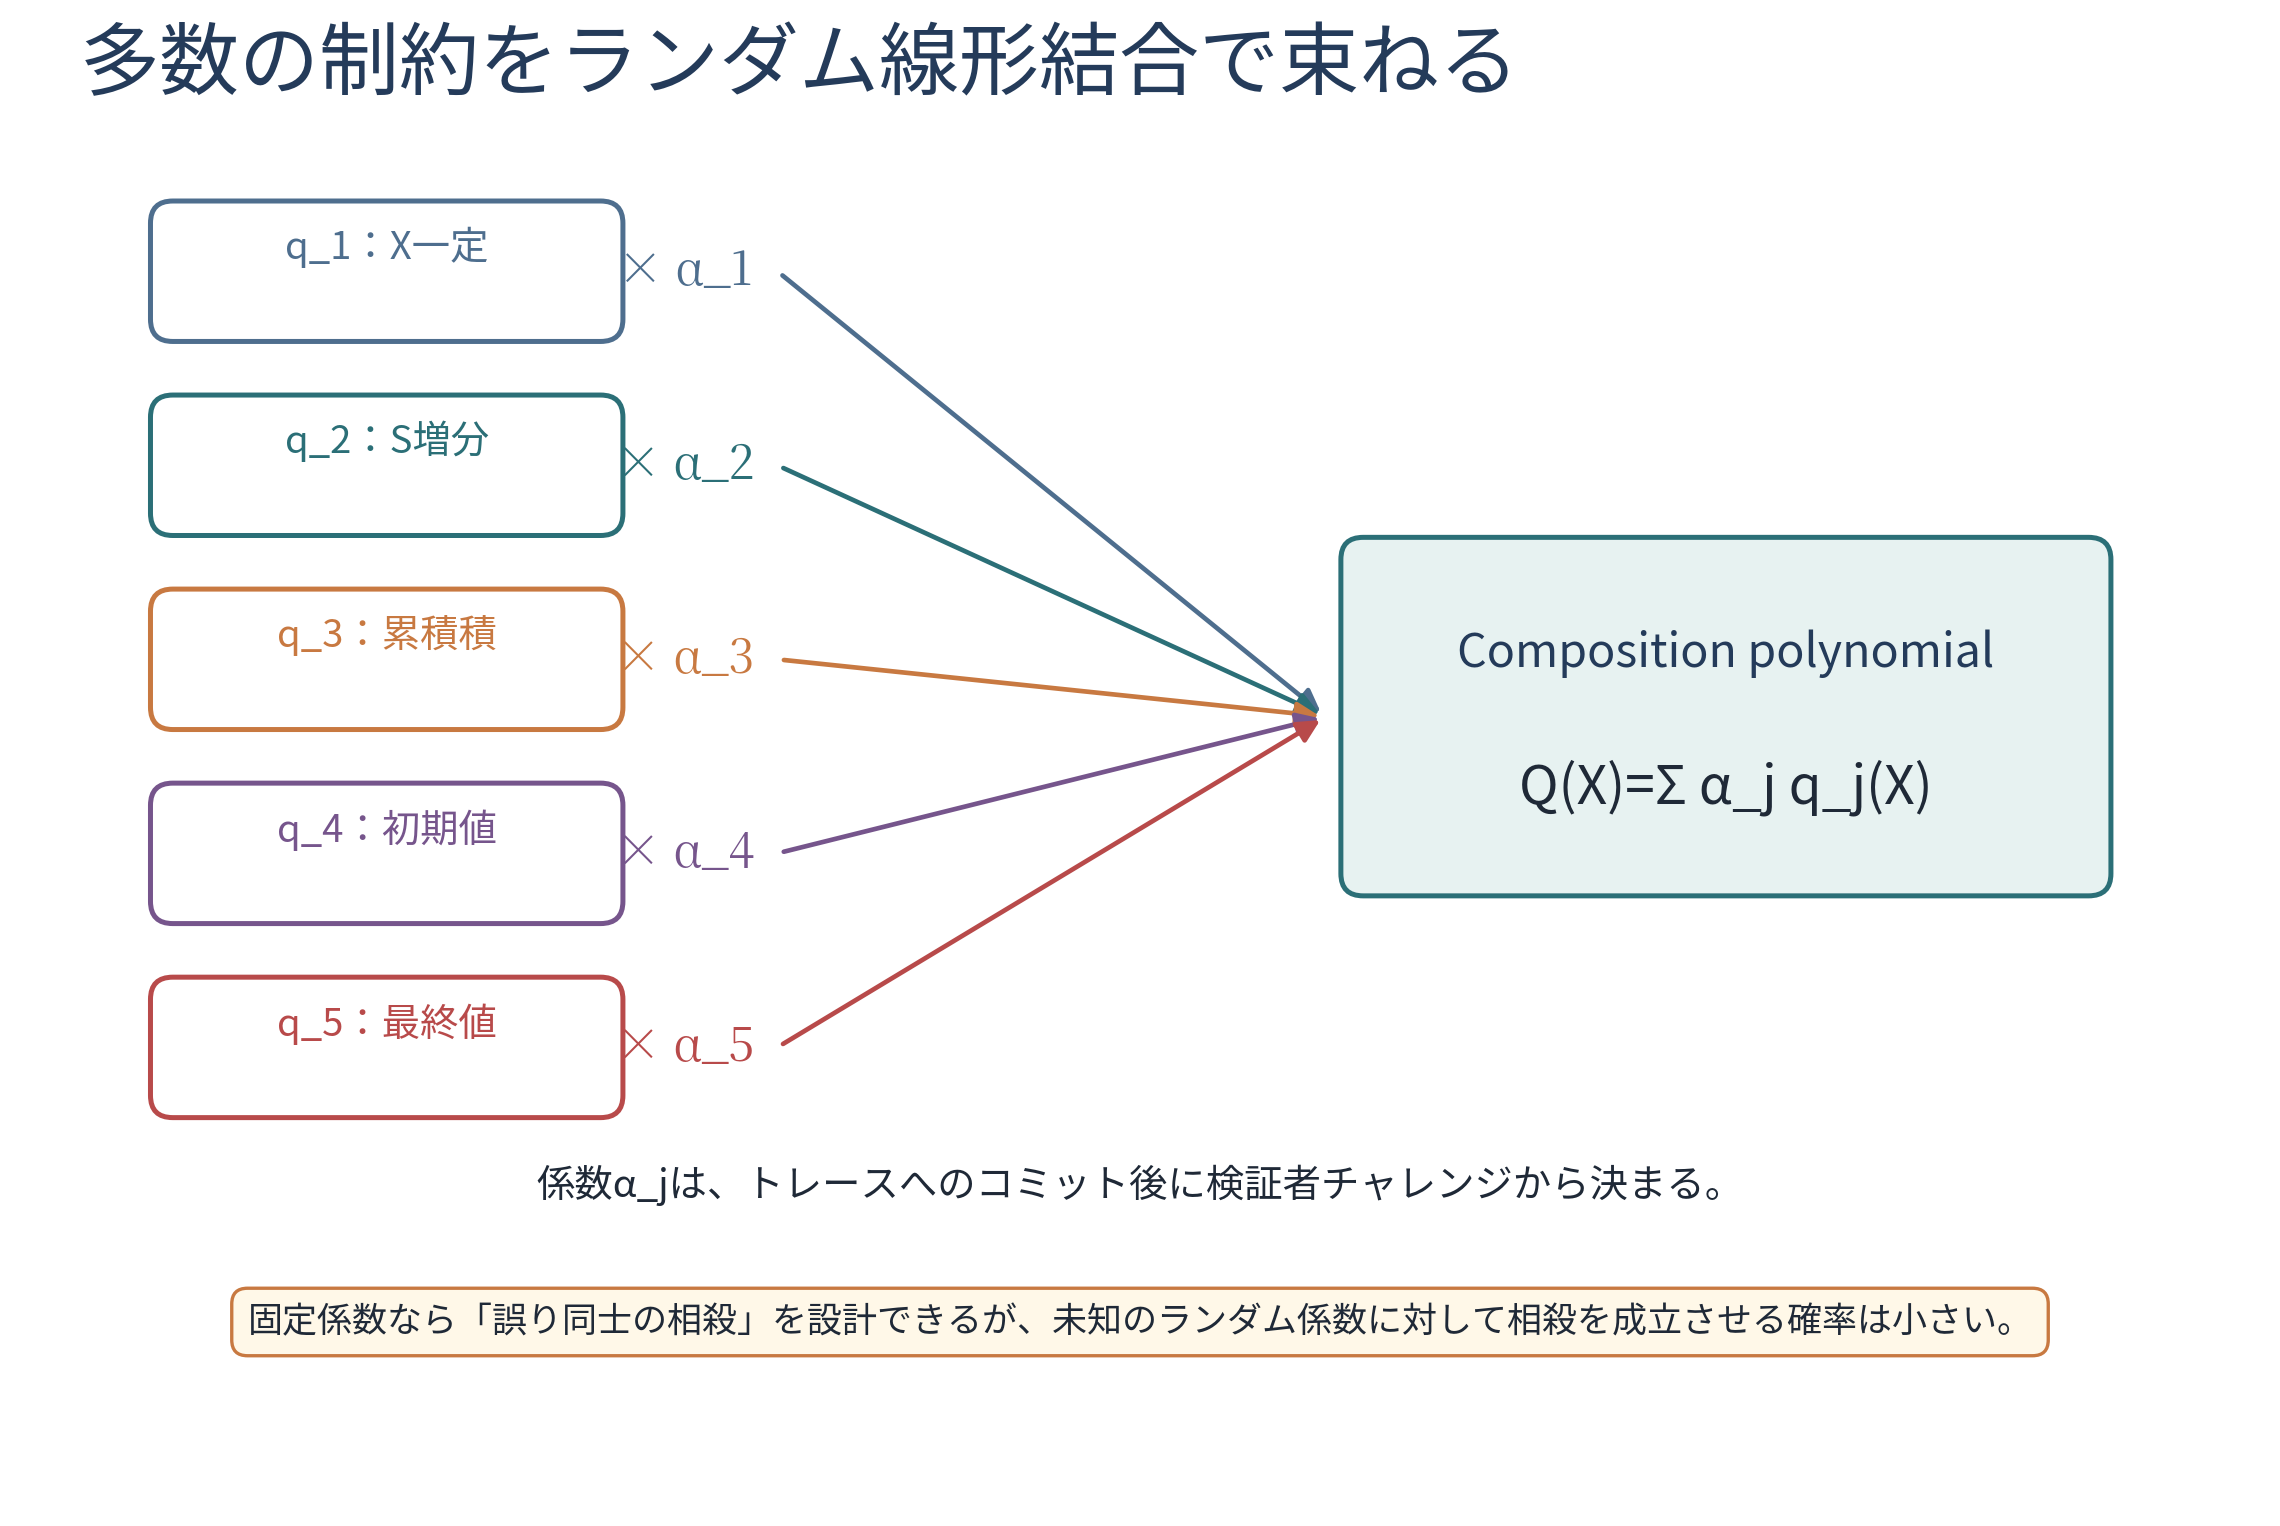 多数の制約をランダム線形結合で束ねる
q_1：X一定
× α_1
q_2：S増分
× α_2
q_3：累積積
× α_3
q_4：初期値
× α_4
q_5：最終値
× α_5
Composition polynomial
Q(X)=Σ α_j q_j(X)
係数α_jは、トレースへのコミット後に検証者チャレンジから決まる。
固定係数なら「誤り同士の相殺」を設計できるが、未知のランダム係数に対して相殺を成立させる確率は小さい。